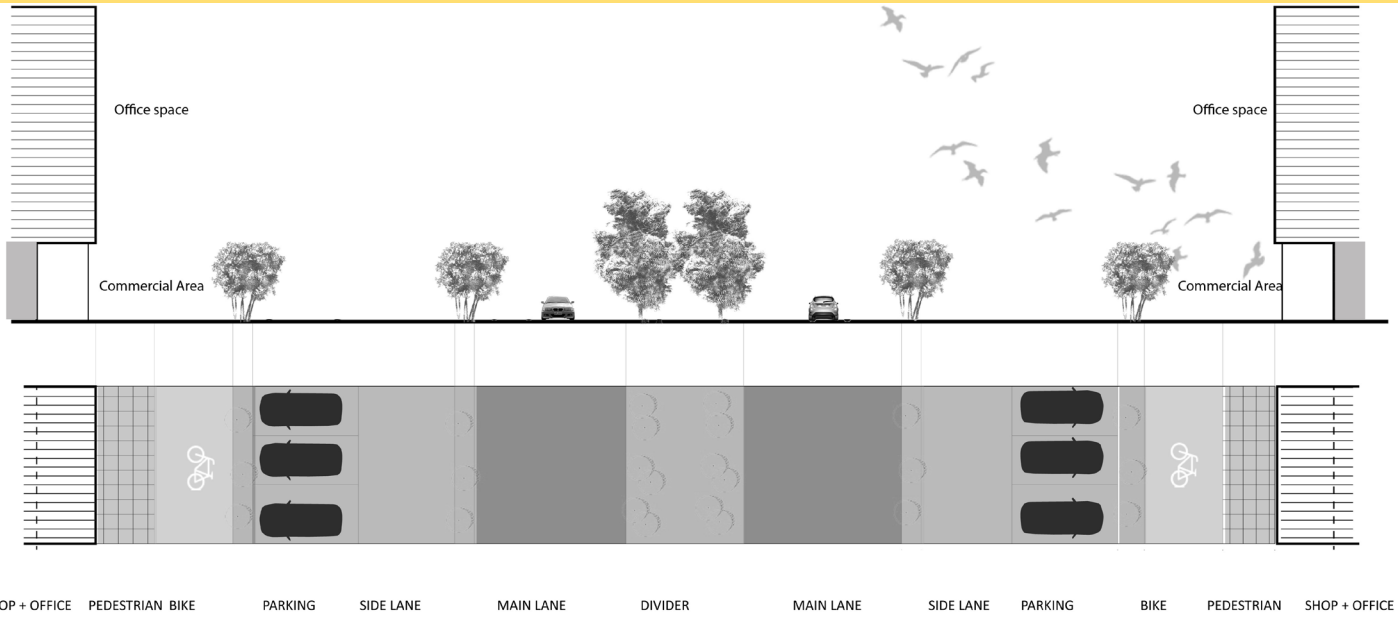 Office space
Office space
Commercial Area
Commercial Area
OP + OFFICE PEDESTRIAN BIKE PARKING SIDE LANE MAIN LANE DIVIDER MAIN LANE SIDE LANE PARKING BIKE PEDESTRIAN SHOP + OFFICE